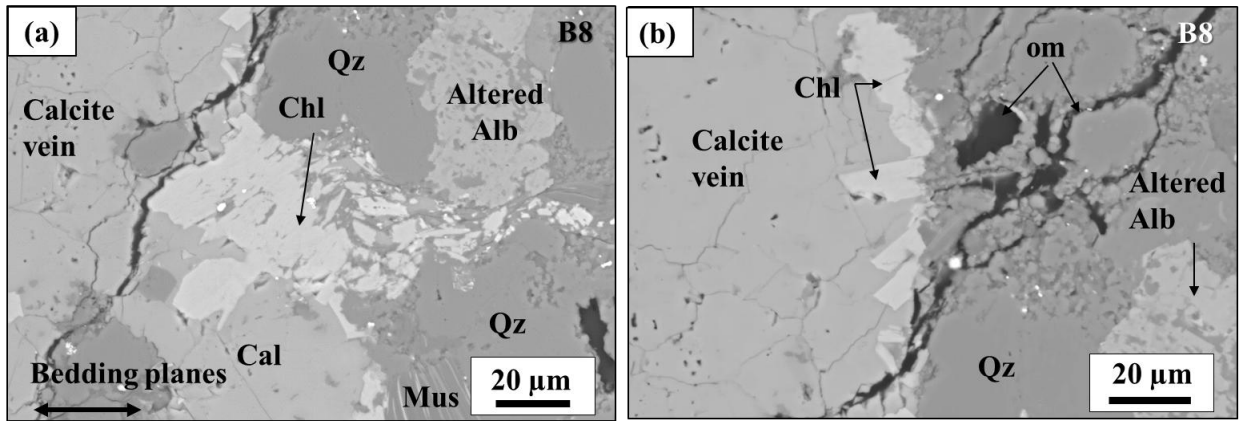 (a)
B8
Qz
Altered
Alb
Chl
Calcite
vein
Qz
Cal
Bedding planes
Mus
20 µm
(b)
B8
om
Chl
Calcite
vein
Altered
Alb
Qz
20 µm